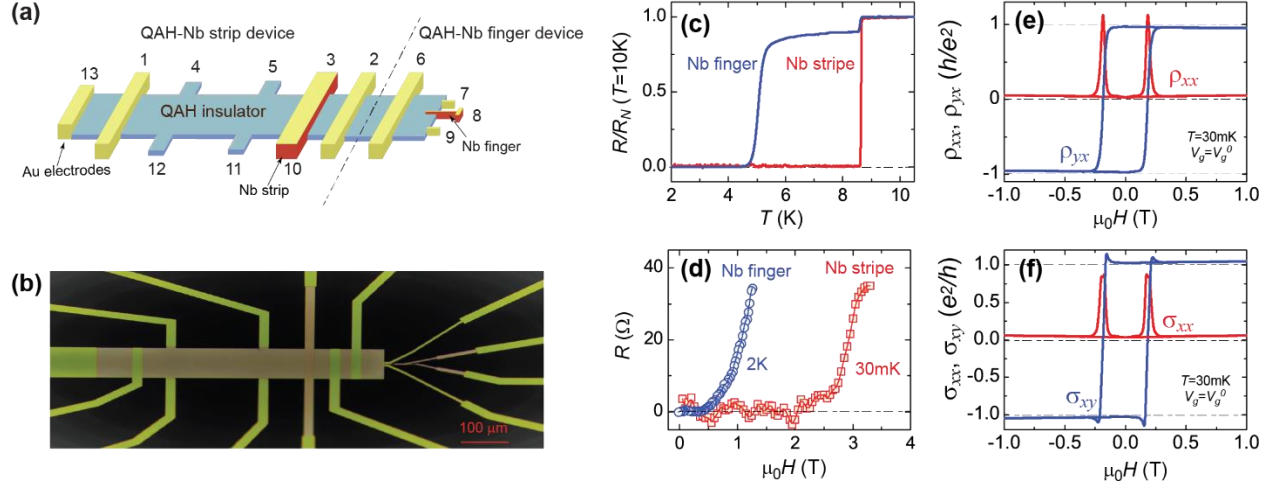 (a)
QAH-Nb strip device
QAH-Nb finger device
13
1
4
5
3
2
6
7
8
9
QAH insulator
12
11
10
Au electrodes
Nb strip
Nb finger
(b)
100 μm
(c)
Nb finger
Nb stripe
R/R_N (T=10K)
1.0
0.5
0.0
2
4
6
8
10
T (K)
(d)
Nb finger
Nb stripe
2K
30mK
R (Ω)
40
20
0
0
1
2
3
4
μ₀H (T)
(e)
ρxx
ρyx
T=30mK
Vg=Vg⁰
ρxx, ρyx (h/e²)
1
0
-1
-1.0
-0.5
0.0
0.5
1.0
μ₀H (T)
(f)
σxx
σxy
T=30mK
Vg=Vg⁰
σxx, σxy (e²/h)
1.0
0.0
-1.0
-1.0
-0.5
0.0
0.5
1.0
μ₀H (T)